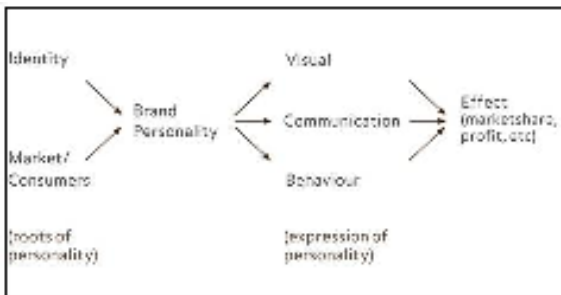 Identity
Market/
Consumers
(roots of
personality)
Brand
Personality
Visual
Communication
Behaviour
(expression of
personality)
Effect
(marketshare,
profit, etc)